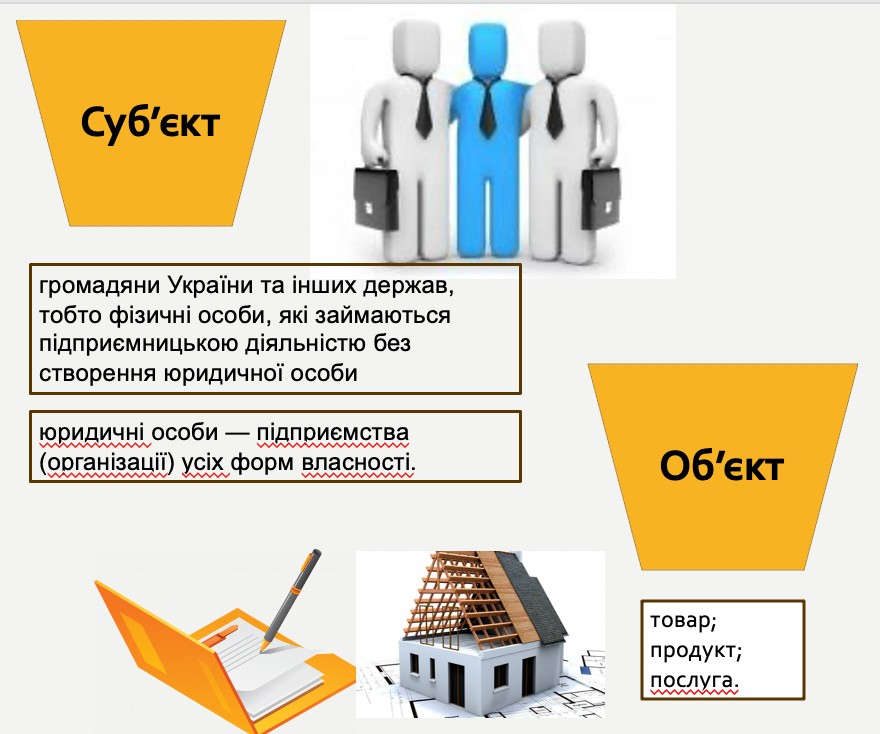 Суб’єкт
громадяни України та інших держав,
тобто фізичні особи, які займаються
підприємницькою діяльністю без
створення юридичної особи
юридичні особи — підприємства
(організації) усіх форм власності.
Об’єкт
товар;
продукт;
послуга.